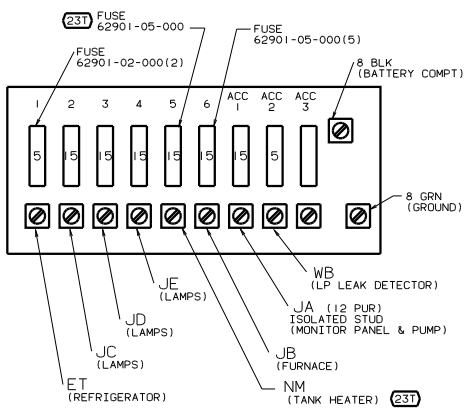 23T FUSE
62901-05-000
FUSE
62901-05-000(5)
FUSE
62901-02-000(2)
8 BLK
(BATTERY COMPT)
1 2 3 4 5 6 ACC 1 ACC 2 ACC 3
5 15 15 15 15 15 15 5
8 GRN
(GROUND)
WB
(LP LEAK DETECTOR)
JE
(LAMPS)
JA (12 PUR)
ISOLATED STUD
(MONITOR PANEL & PUMP)
JD
(LAMPS)
JC
(LAMPS)
JB
(FURNACE)
ET
(REFRIGERATOR)
NM
(TANK HEATER) 23T